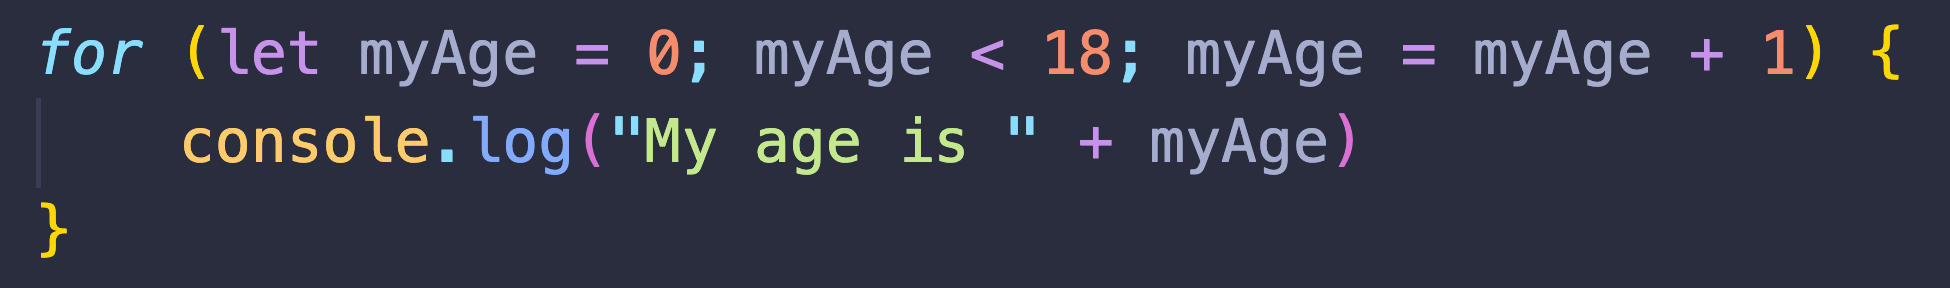 for (let myAge = 0; myAge < 18; myAge = myAge + 1) {
    console.log("My age is " + myAge)
}